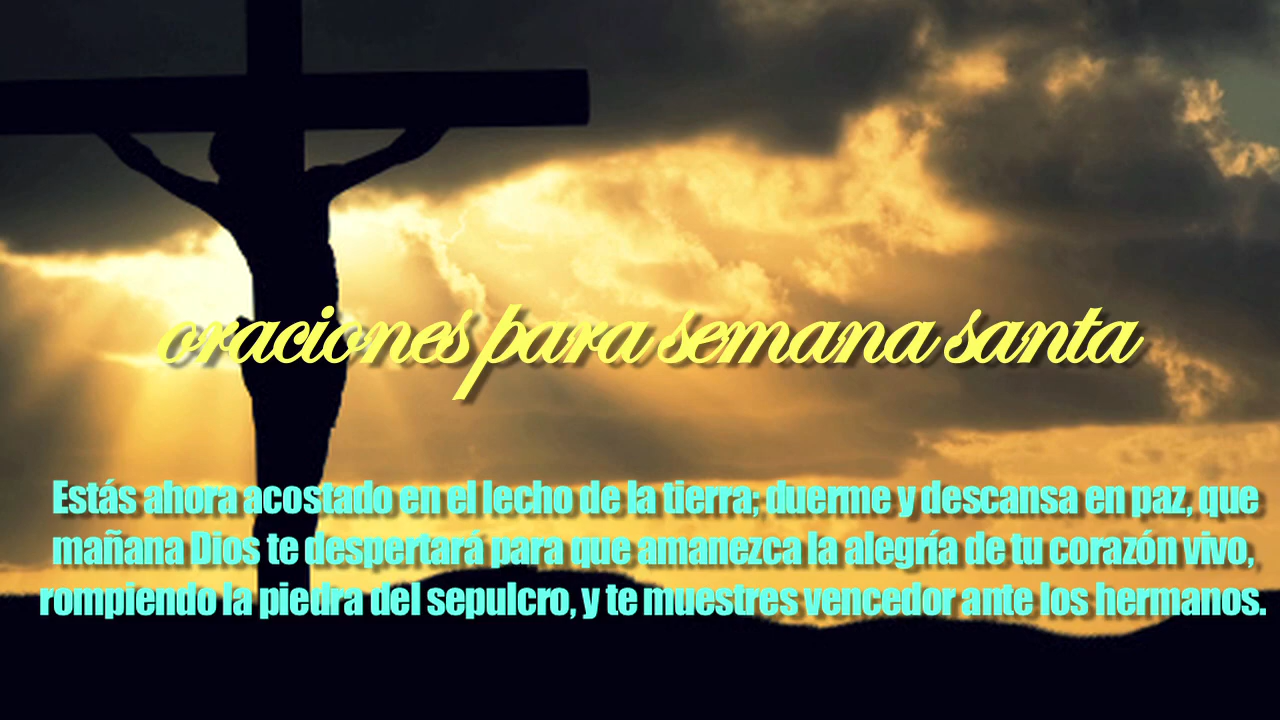 oraciones para semana santa
Estás ahora acostado en el lecho de la tierra; duerme y descansa en paz, que
mañana Dios te despertará para que amanezca la alegría de tu corazón vivo,
rompiendo la piedra del sepulcro, y te muestres vencedor ante los hermanos.